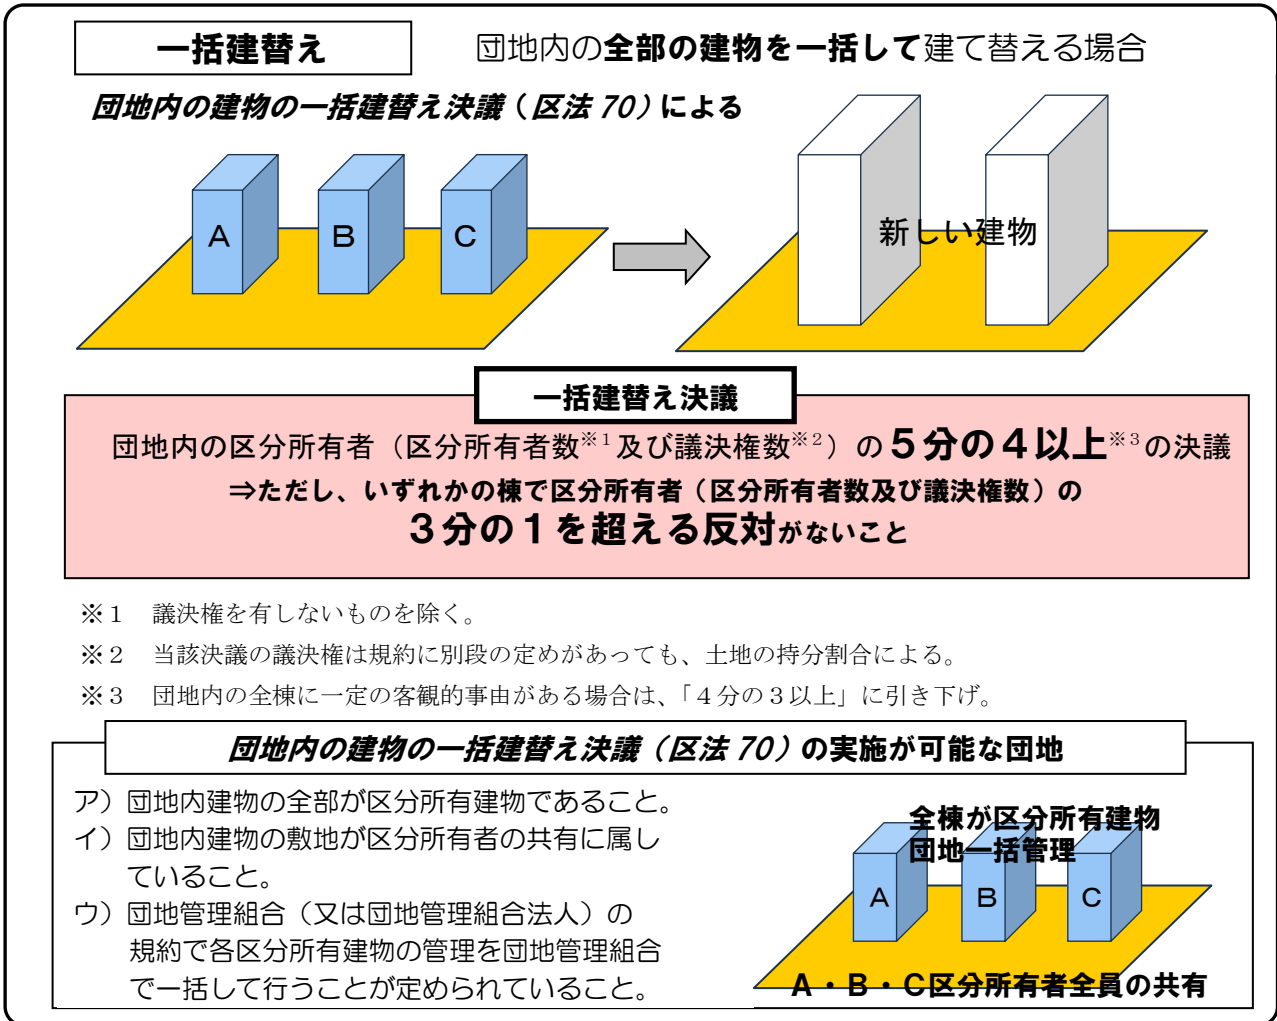 一括建替え
団地内の全部の建物を一括して建て替える場合
団地内の建物の一括建替え決議（区法 70）による
A
B
C
新しい建物
一括建替え決議
団地内の区分所有者（区分所有者数※1及び議決権数※2）の５分の４以上※3の決議
⇒ただし、いずれかの棟で区分所有者（区分所有者数及び議決権数）の
３分の１を超える反対がないこと
※１　議決権を有しないものを除く。
※２　当該決議の議決権は規約に別段の定めがあっても、土地の持分割合による。
※３　団地内の全棟に一定の客観的事由がある場合は、「４分の３以上」に引き下げ。
団地内の建物の一括建替え決議（区法 70）の実施が可能な団地
ア）団地内建物の全部が区分所有建物であること。
イ）団地内建物の敷地が区分所有者の共有に属し
ていること。
ウ）団地管理組合（又は団地管理組合法人）の
規約で各区分所有建物の管理を団地管理組合
で一括して行うことが定められていること。
全棟が区分所有建物
団地一括管理
A
B
C
A・B・C区分所有者全員の共有